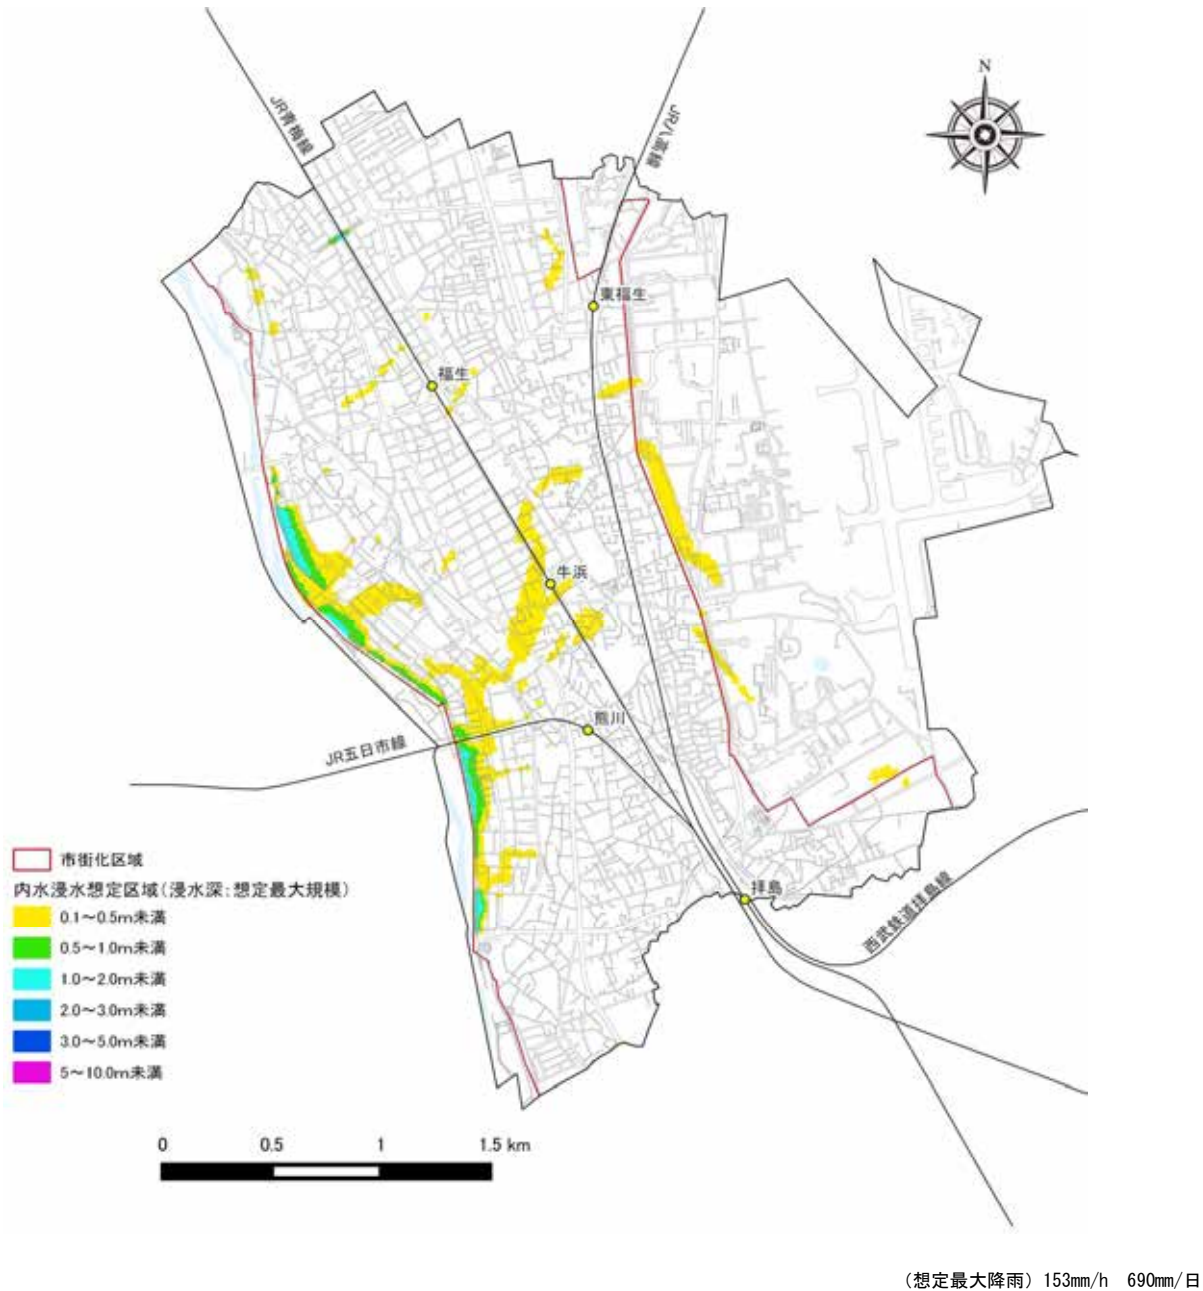 N
JR青梅線
JR八高線
東福生
福生
牛浜
熊川
JR五日市線
拝島
西武鉄道拝島線
市街化区域
内水浸水想定区域(浸水深:想定最大規模)
0.1～0.5m未満
0.5～1.0m未満
1.0～2.0m未満
2.0～3.0m未満
3.0～5.0m未満
5～10.0m未満
0 0.5 1 1.5 km
(想定最大降雨) 153mm/h 690mm/日